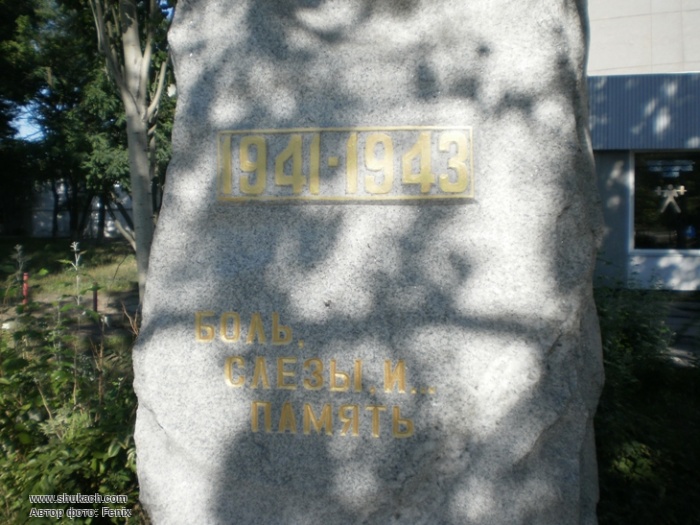 1941·1943
БОЛЬ,
СЛЕЗЫ, И...
ПАМЯТЬ
www.shukach.com
Автор фото: Fenix